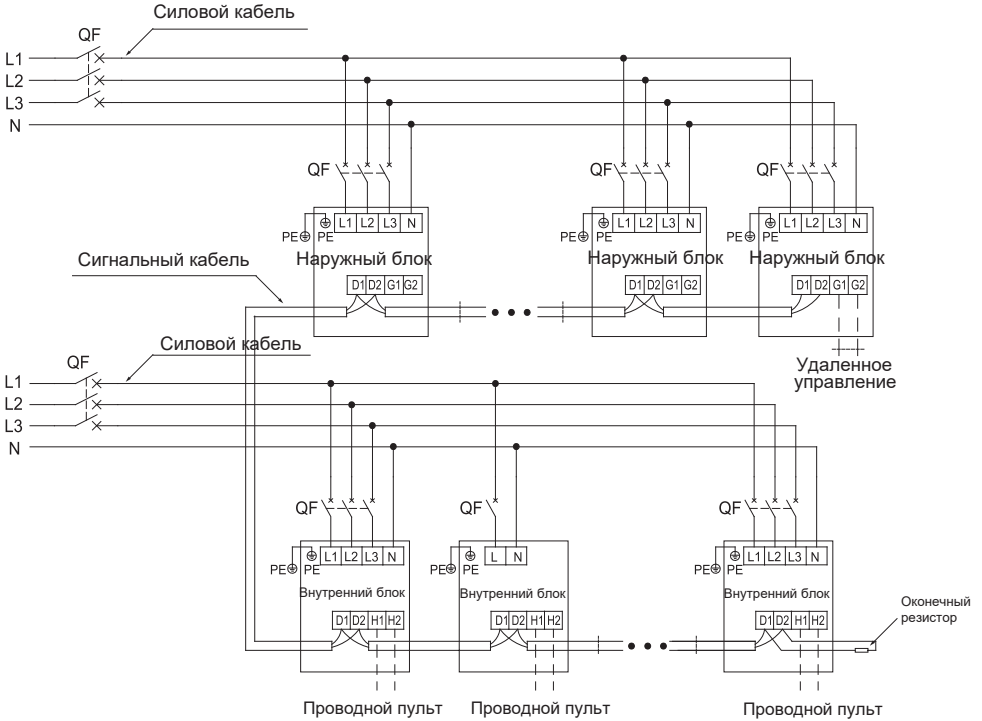 Силовой кабель
QF
L1
L2
L3
N
QF
QF
QF
L1 L2 L3 N
L1 L2 L3 N
L1 L2 L3 N
PE PE
PE PE
PE PE
Наружный блок
Наружный блок
Наружный блок
Сигнальный кабель
D1 D2 G1 G2
D1 D2 G1 G2
D1 D2 G1 G2
Удаленное
управление
Силовой кабель
QF
L1
L2
L3
N
QF
QF
QF
L1 L2 L3 N
L N
L1 L2 L3 N
PE PE
PE PE
PE PE
Внутренний блок
Внутренний блок
Внутренний блок
D1 D2 H1 H2
D1 D2 H1 H2
D1 D2 H1 H2
Оконечный
резистор
Проводной пульт
Проводной пульт
Проводной пульт